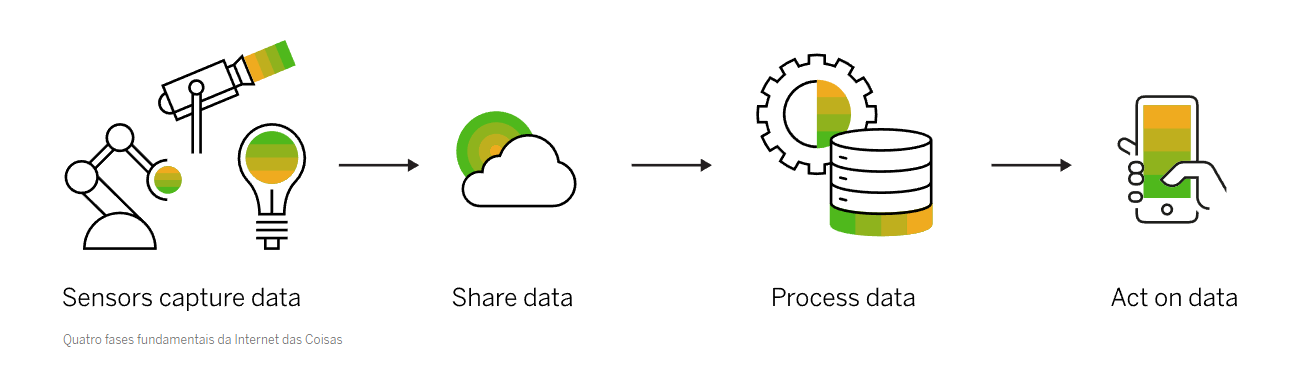 Sensors capture data
Share data
Process data
Act on data
Quatro fases fundamentais da Internet das Coisas